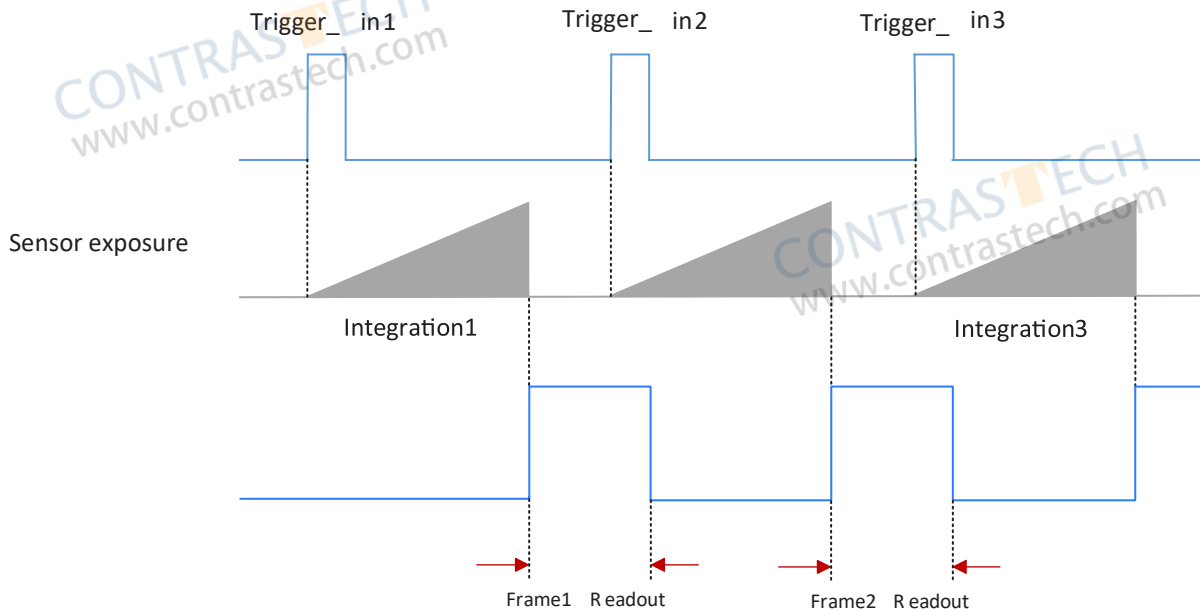 Trigger_ in1 Trigger_ in2 Trigger_ in3
CONTRASTECH
www.contrastech.com
CONTRASTECH
www.contrastech.com
Sensor exposure
Integration1 Integration3
Frame1 R eadout Frame2 R eadout